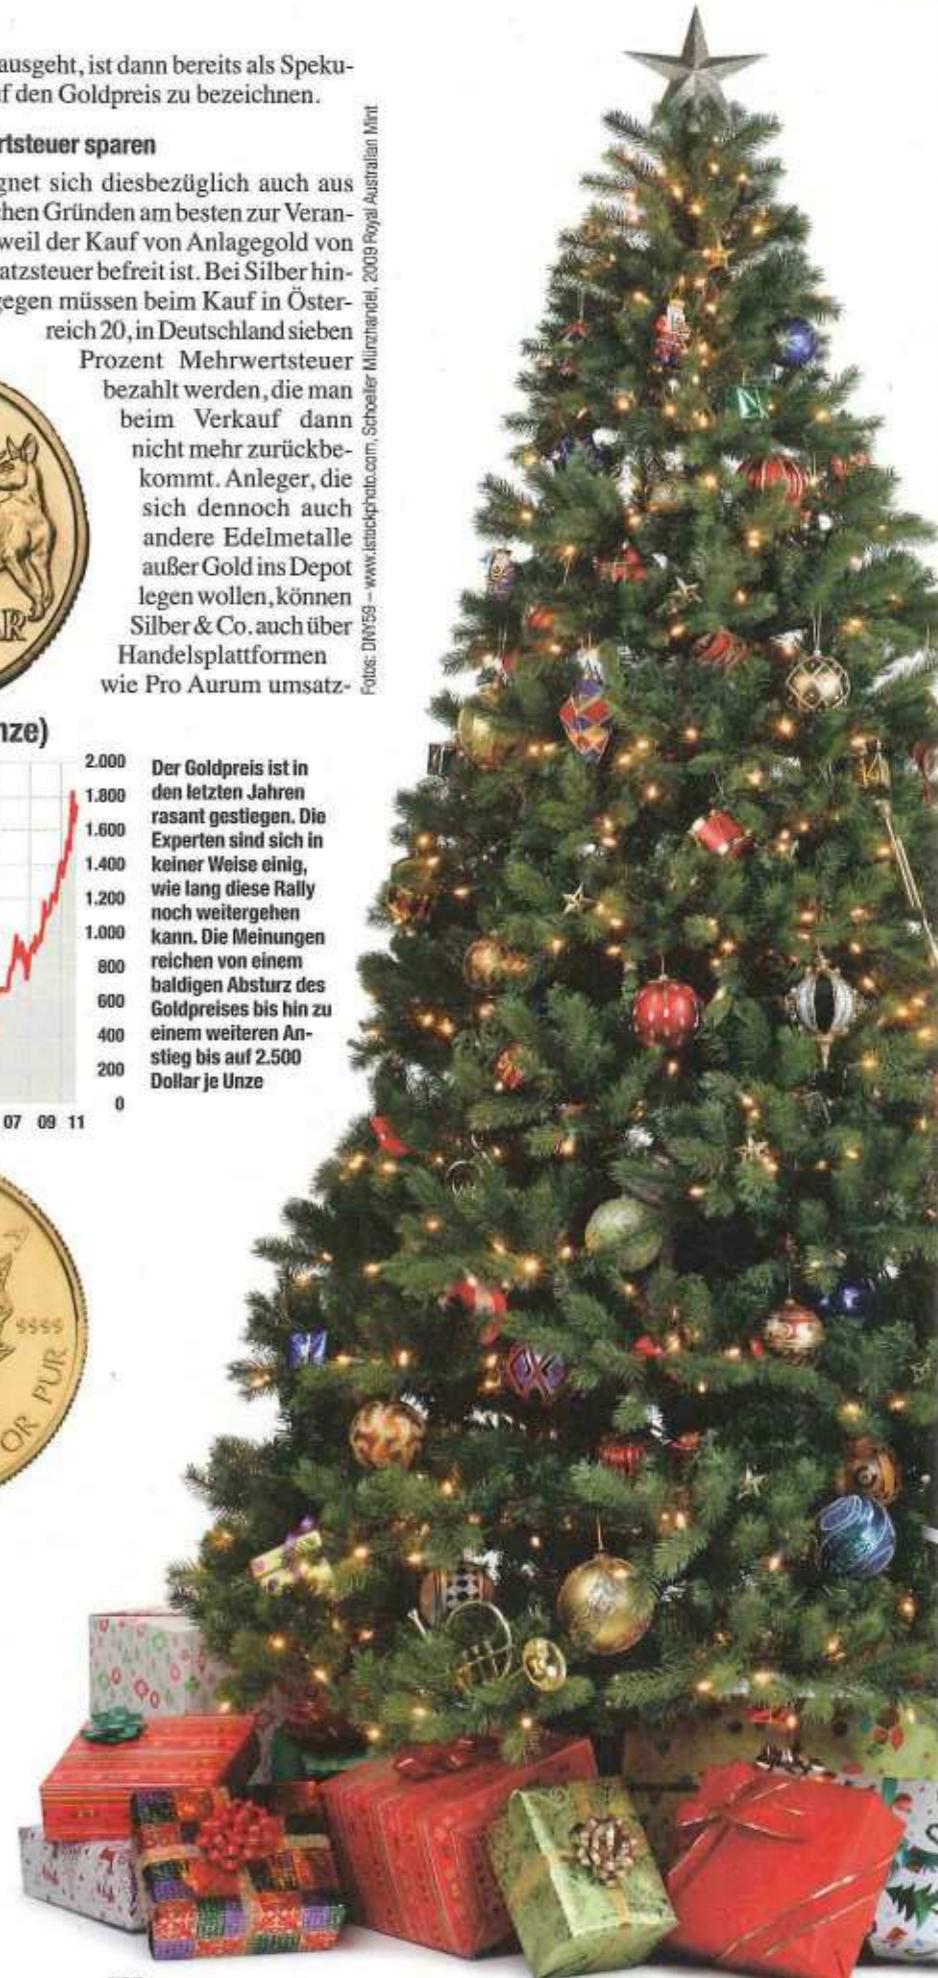 ausgeht, ist dann bereits als Speku-
f den Goldpreis zu bezeichnen.
rtsteuer sparen
gnet sich diesbezüglich auch aus
chen Gründen am besten zur Veran-
weil der Kauf von Anlagegold von
atzsteuer befreit ist. Bei Silber hin-
gegen müssen beim Kauf in Öster-
reich 20, in Deutschland sieben
Prozent Mehrwertsteuer
bezahlt werden, die man
beim Verkauf dann
nicht mehr zurückbe-
kommt. Anleger, die
sich dennoch auch
andere Edelmetalle
außer Gold ins Depot
legen wollen, können
Silber & Co. auch über
Handelsplattformen
wie Pro Aurum umsatz-
Fotos: DNY59 – www.istockphoto.com, Schoeller Münzhandel, 2009 Royal Australian Mint
AR
nze)
2.000
1.800
1.600
1.400
1.200
1.000
800
600
400
200
0
07 09 11
Der Goldpreis ist in
den letzten Jahren
rasant gestiegen. Die
Experten sind sich in
keiner Weise einig,
wie lang diese Rally
noch weitergehen
kann. Die Meinungen
reichen von einem
baldigen Absturz des
Goldpreises bis hin zu
einem weiteren An-
stieg bis auf 2.500
Dollar je Unze
9999
OR PUR